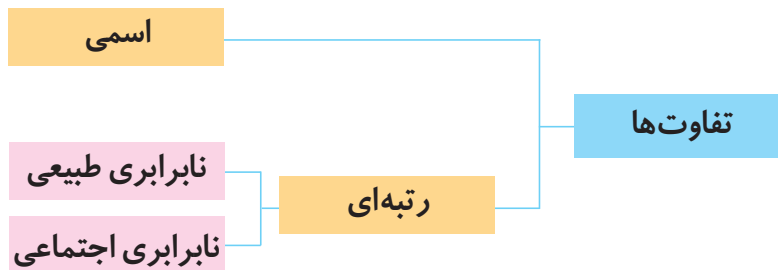 اسمی
تفاوت‌ها
نابرابری طبیعی
رتبه‌ای
نابرابری اجتماعی